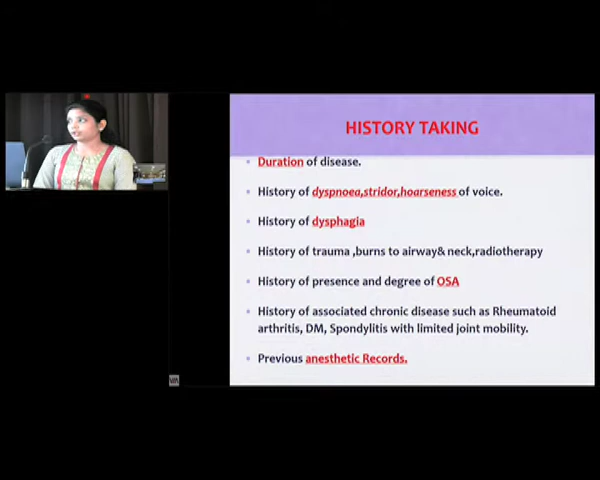 HISTORY TAKING
Duration of disease.
History of dyspnoea,stridor,hoarseness of voice.
History of dysphagia
History of trauma ,burns to airway& neck,radiotherapy
History of presence and degree of OSA
History of associated chronic disease such as Rheumatoid
arthritis, DM, Spondylitis with limited joint mobility.
Previous anesthetic Records.